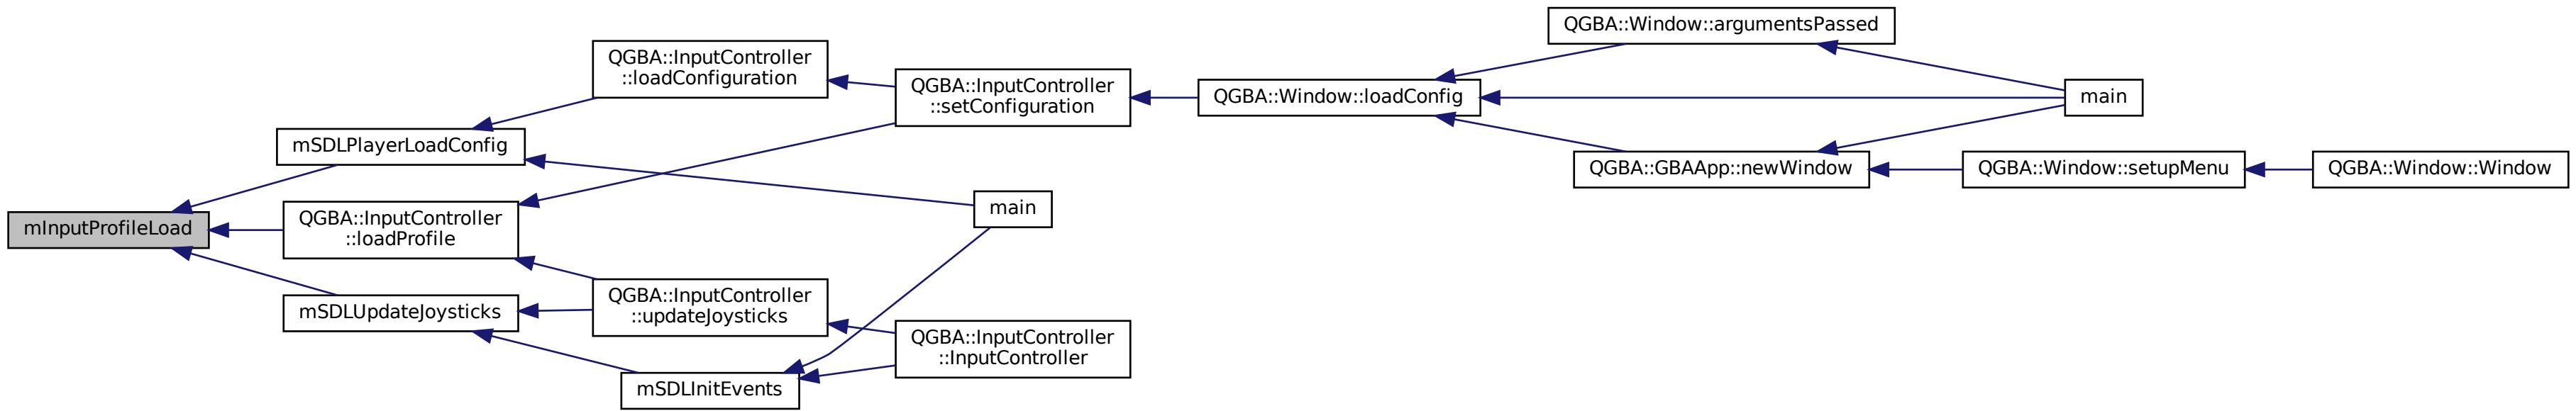 mInputProfileLoad
mSDLPlayerLoadConfig
QGBA::InputController
::loadProfile
mSDLUpdateJoysticks
QGBA::InputController
::loadConfiguration
QGBA::InputController
::updateJoysticks
mSDLInitEvents
QGBA::InputController
::setConfiguration
main
QGBA::InputController
::InputController
QGBA::Window::loadConfig
QGBA::Window::argumentsPassed
QGBA::GBAApp::newWindow
main
QGBA::Window::setupMenu
QGBA::Window::Window